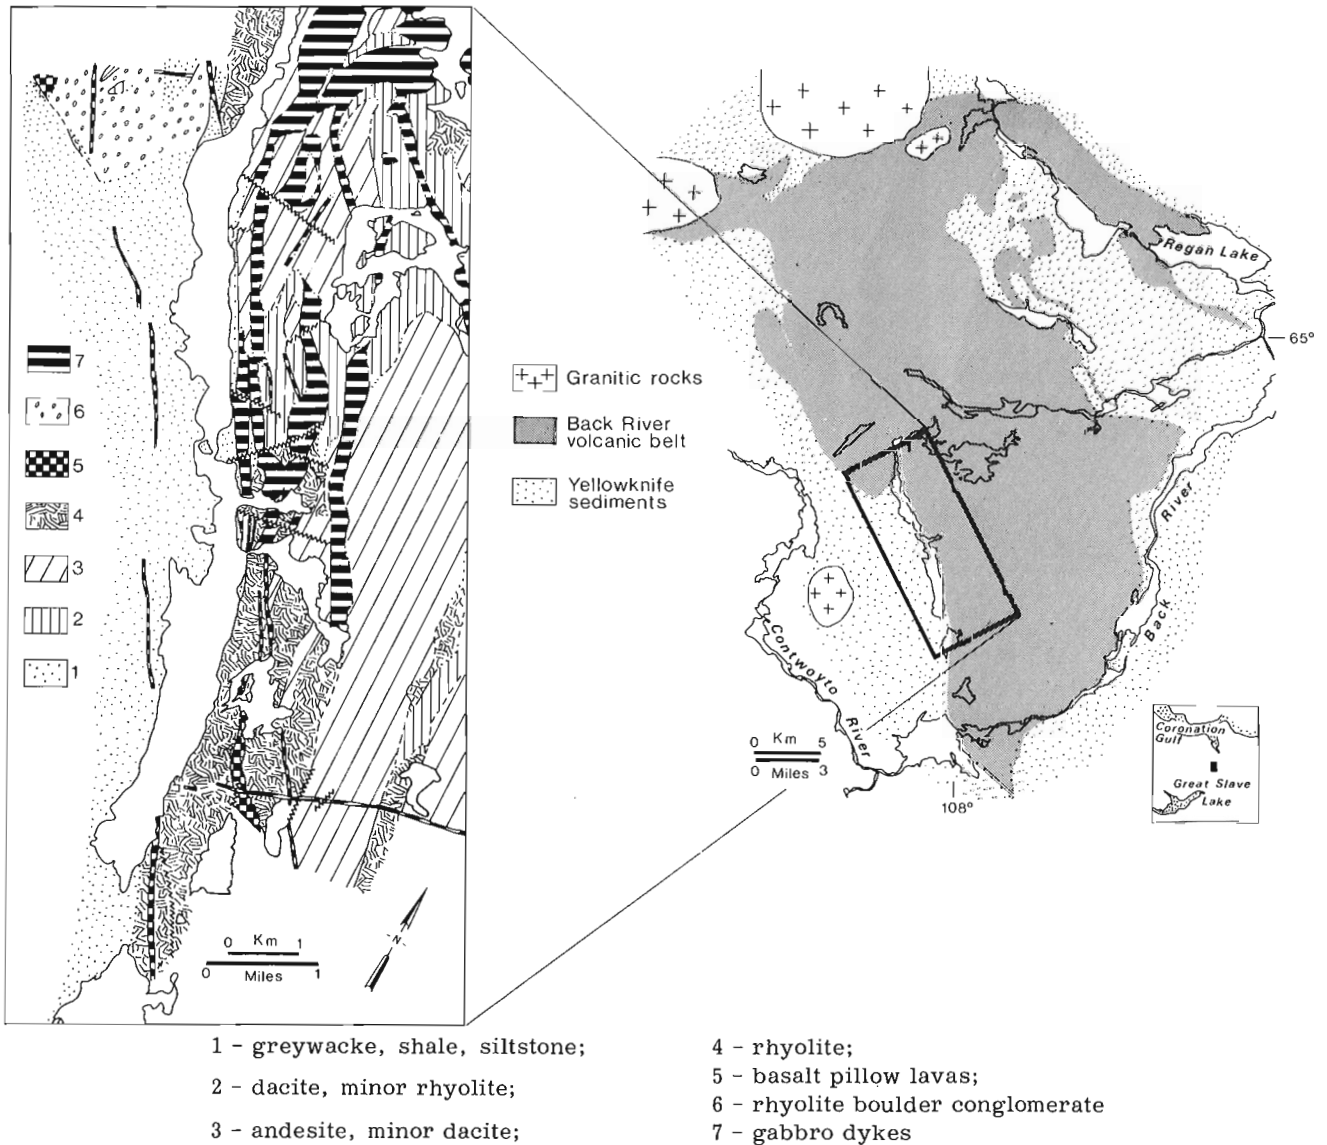 7
6
5
4
3
2
1
0 Km 1
0 Miles 1
N
Granitic rocks
Back River
volcanic belt
Yellowknife
sediments
Regan Lake
65°
Back River
Contwoyto River
0 Km 5
0 Miles 3
108°
Coronation
Gulf
Great Slave
Lake
1 - greywacke, shale, siltstone;
2 - dacite, minor rhyolite;
3 - andesite, minor dacite;
4 - rhyolite;
5 - basalt pillow lavas;
6 - rhyolite boulder conglomerate
7 - gabbro dykes